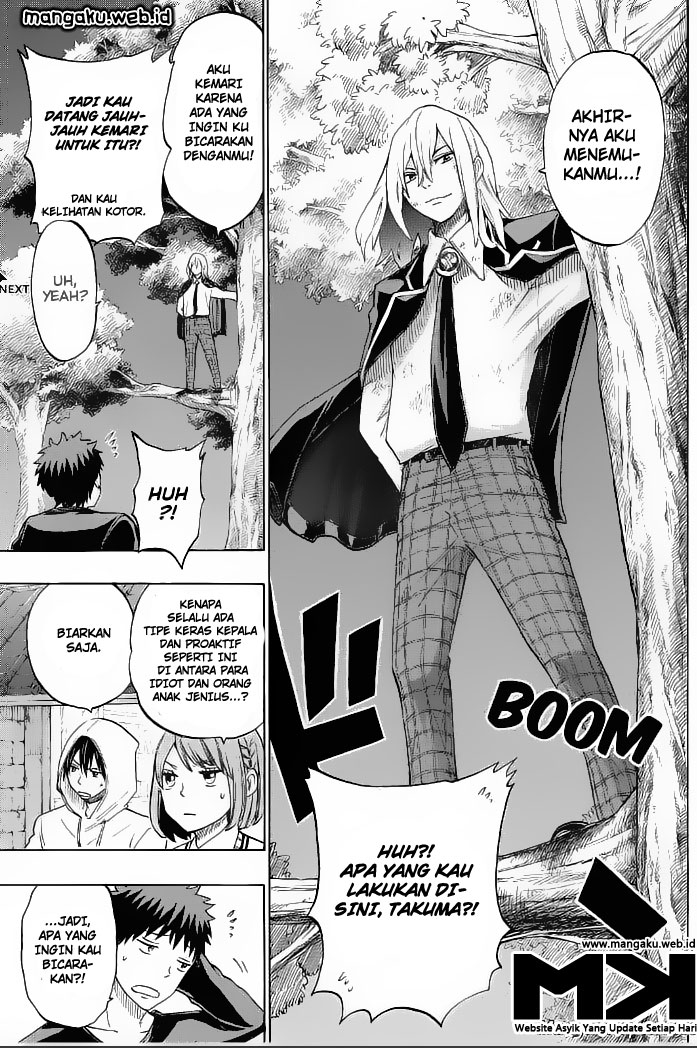 mangaku.web.id
AKHIR-
NYA AKU
MENEMU-
KANMU...!
BOOM
ドン
HUH?!
APA YANG KAU
LAKUKAN DI-
SINI, TAKUMA?!
AKU
KEMARI
KARENA
ADA YANG
INGIN KU
BICARAKAN
DENGANMU!
JADI KAU
DATANG JAUH-
JAUH KEMARI
UNTUK ITU?!
DAN KAU
KELIHATAN KOTOR.
UH,
YEAH?
NEXT
HUH
?!
KENAPA
SELALU ADA
TIPE KERAS KEPALA
DAN PROAKTIF
SEPERTI INI
DI ANTARA PARA
IDIOT DAN ORANG
ANAK JENIUS...?
BIARKAN
SAJA.
...JADI,
APA YANG
INGIN KAU
BICARA-
KAN?!
www.mangaku.web.id
MK
Website Asyik Yang Update Setiap Hari